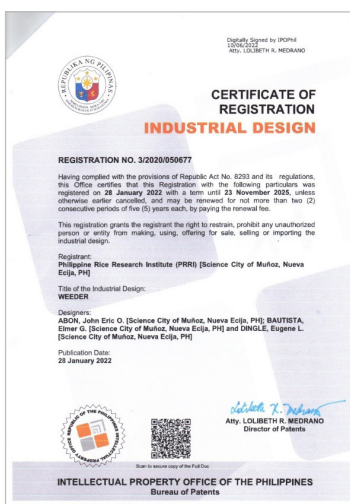 Digitally Signed by IPOPhil
10/06/2022
Atty. LOLIBETH R. MEDRANO
REPUBLIKA NG PILIPINAS
CERTIFICATE OF
REGISTRATION
INDUSTRIAL DESIGN
REGISTRATION NO. 3/2020/050677
Having complied with the provisions of Republic Act No. 8293 and its regulations,
this Office certifies that this Registration with the following particulars was
registered on 28 January 2022 with a term until 23 November 2025, unless
otherwise earlier cancelled, and may be renewed for not more than two (2)
consecutive periods of five (5) years each, by paying the renewal fee.
This registration grants the registrant the right to restrain, prohibit any unauthorized
person or entity from making, using, offering for sale, selling or importing the
industrial design.
Registrant:
Philippine Rice Research Institute (PRRI) [Science City of Muñoz, Nueva
Ecija, PH]
Title of the Industrial Design:
WEEDER
Designers:
ABON, John Eric O. [Science City of Muñoz, Nueva Ecija, PH]; BAUTISTA,
Elmer G. [Science City of Muñoz, Nueva Ecija, PH] and DINGLE, Eugene L.
[Science City of Muñoz, Nueva Ecija, PH]
Publication Date:
28 January 2022
Atty. LOLIBETH R. MEDRANO
Director of Patents
Scan to secure copy of the Full Doc
INTELLECTUAL PROPERTY OFFICE OF THE PHILIPPINES
Bureau of Patents